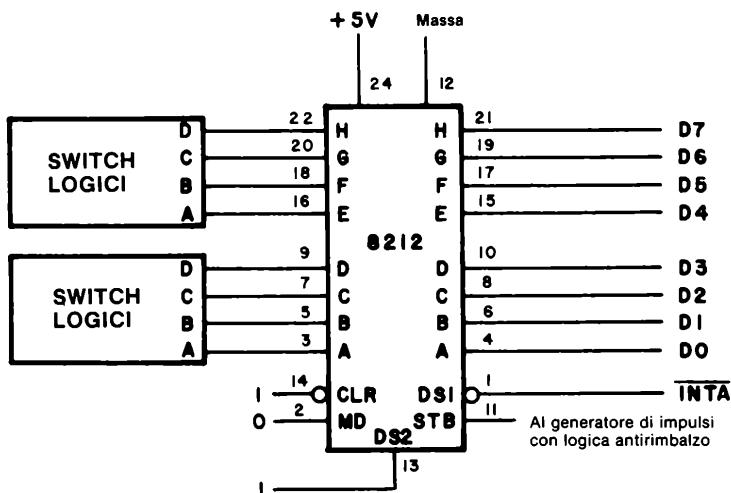 +5V Massa
24 12
D 22 H H 21 D7
C 20 G G 19 D6
SWITCH LOGICI
B 18 F F 17 D5
A 16 E E 15 D4
8212
D 9 D D 10 D3
C 7 C C 8 D2
SWITCH LOGICI
B 5 B B 6 D1
A 3 A A 4 D0
1 14 CLR DS1 1 INTA
0 2 MD STB 11 Al generatore di impulsi
con logica antirimbalzo
DS2
13
1